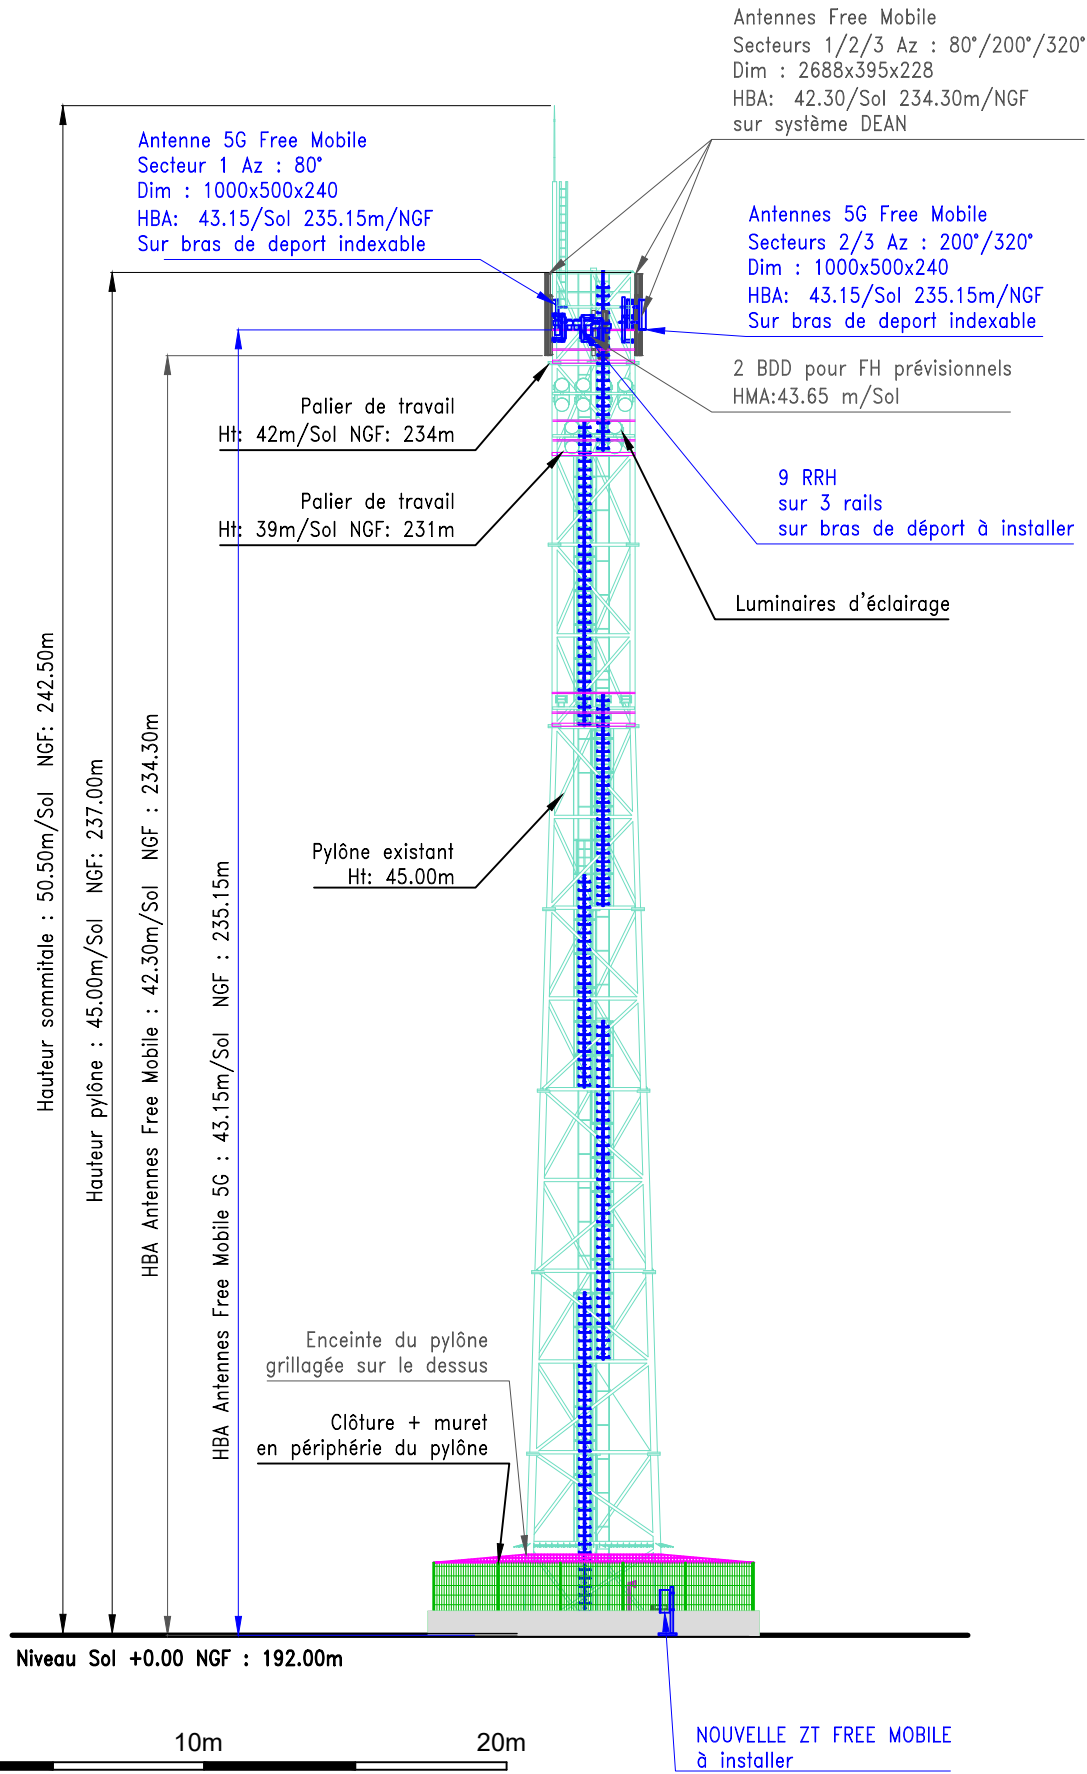 Antennes Free Mobile
Secteurs 1/2/3 Az : 80°/200°/320°
Dim : 2688x395x228
HBA: 42.30/Sol 234.30m/NGF
sur système DEAN
Antenne 5G Free Mobile
Secteur 1 Az : 80°
Dim : 1000x500x240
HBA: 43.15/Sol 235.15m/NGF
Sur bras de deport indexable
Antennes 5G Free Mobile
Secteurs 2/3 Az : 200°/320°
Dim : 1000x500x240
HBA: 43.15/Sol 235.15m/NGF
Sur bras de deport indexable
2 BDD pour FH prévisionnels
HMA:43.65 m/Sol
Palier de travail
Ht: 42m/Sol NGF: 234m
9 RRH
sur 3 rails
sur bras de déport à installer
Palier de travail
Ht: 39m/Sol NGF: 231m
Luminaires d'éclairage
Hauteur sommitale : 50.50m/Sol NGF: 242.50m
Hauteur pylône : 45.00m/Sol NGF: 237.00m
HBA Antennes Free Mobile : 42.30m/Sol NGF : 234.30m
HBA Antennes Free Mobile 5G : 43.15m/Sol NGF : 235.15m
Pylône existant
Ht: 45.00m
Enceinte du pylône
grillagée sur le dessus
Clôture + muret
en périphérie du pylône
Niveau Sol +0.00 NGF : 192.00m
10m
20m
NOUVELLE ZT FREE MOBILE
à installer